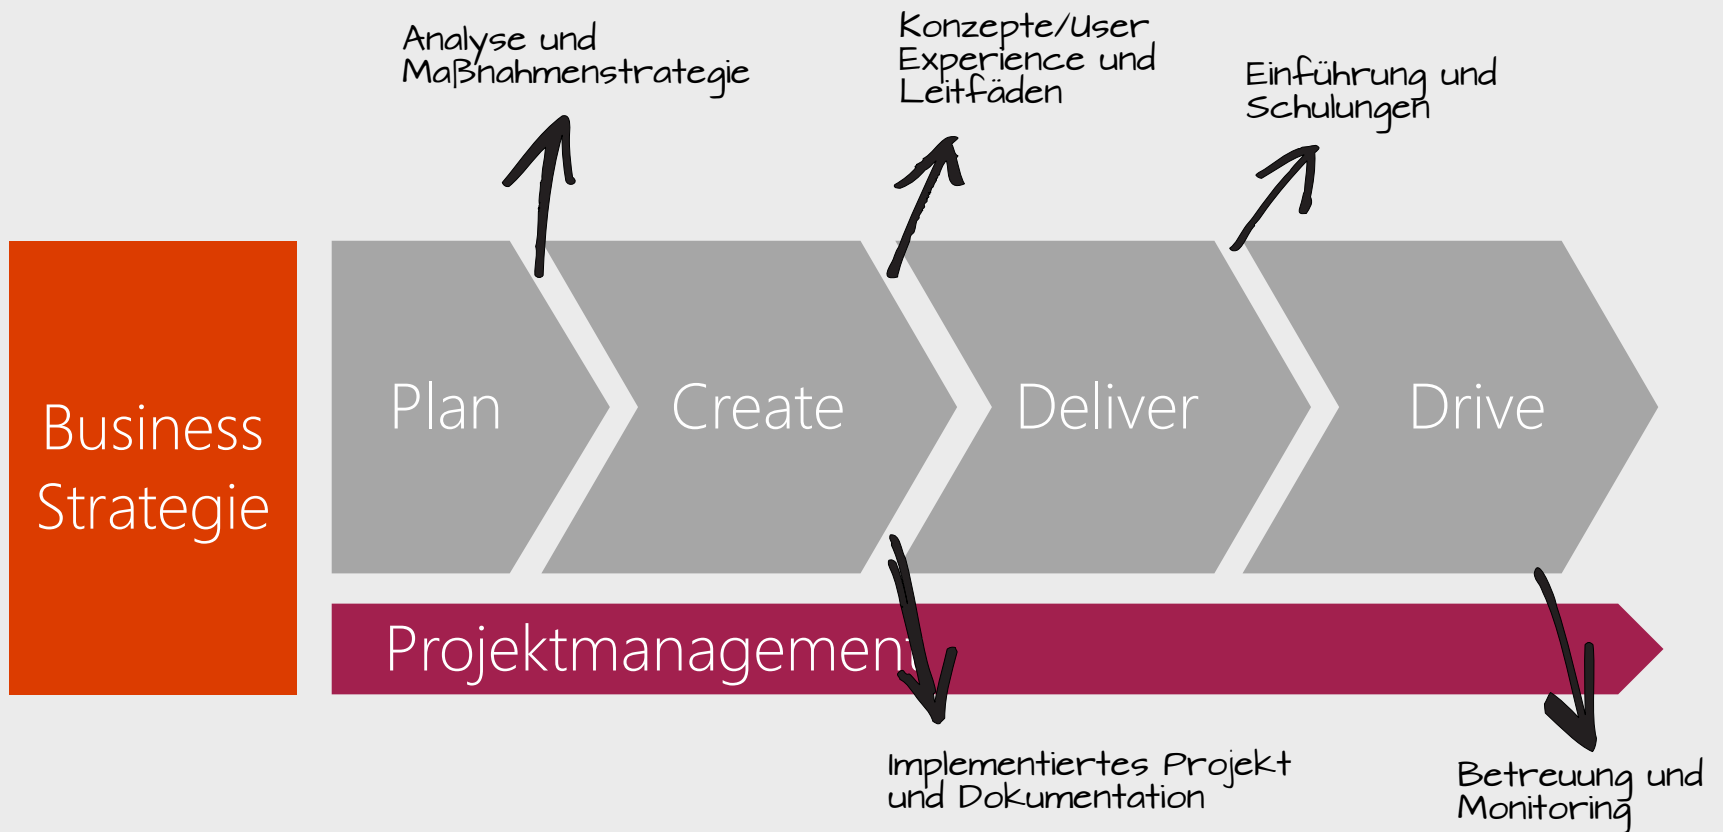 Analyse und
Maßnahmenstrategie
Konzepte/User
Experience und
Leitfäden
Einführung und
Schulungen
Business
Strategie
Plan
Create
Deliver
Drive
Projektmanagement
Implementiertes Projekt
und Dokumentation
Betreuung und
Monitoring